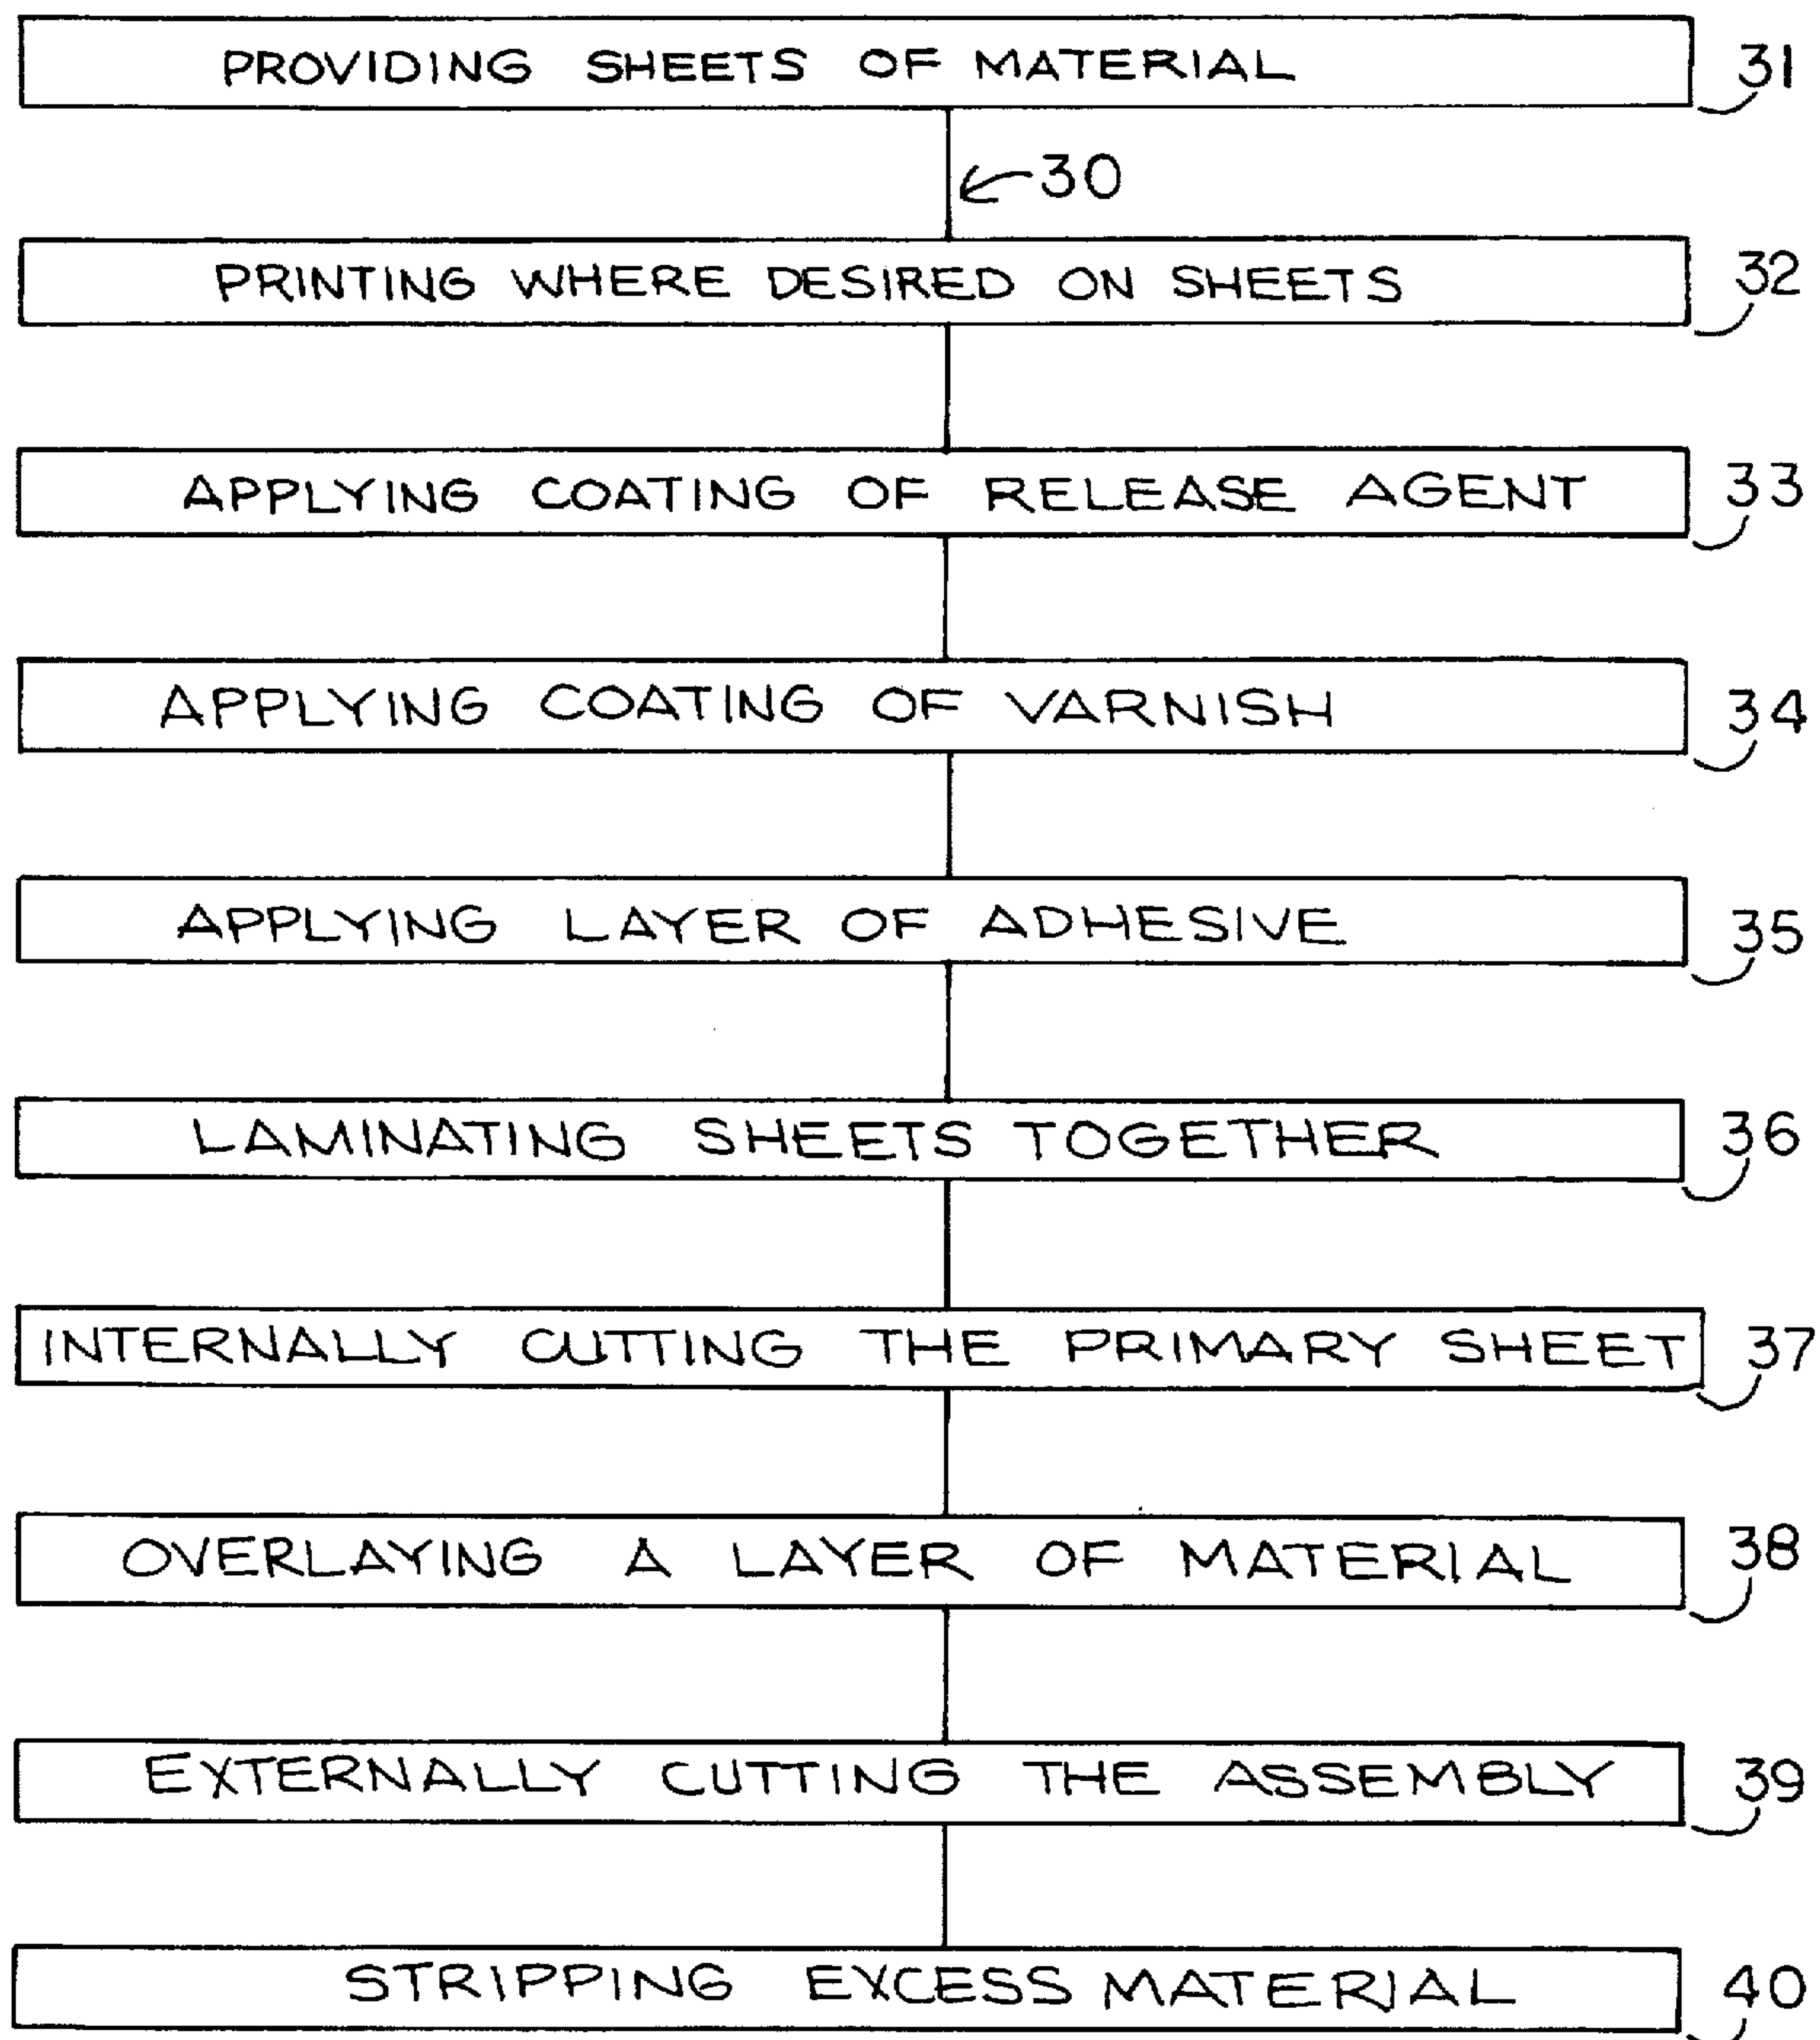 PROVIDING SHEETS OF MATERIAL 31
30
PRINTING WHERE DESIRED ON SHEETS 32
APPLYING COATING OF RELEASE AGENT 33
APPLYING COATING OF VARNISH 34
APPLYING LAYER OF ADHESIVE 35
LAMINATING SHEETS TOGETHER 36
INTERNALLY CUTTING THE PRIMARY SHEET 37
OVERLAYING A LAYER OF MATERIAL 38
EXTERNALLY CUTTING THE ASSEMBLY 39
STRIPPING EXCESS MATERIAL 40